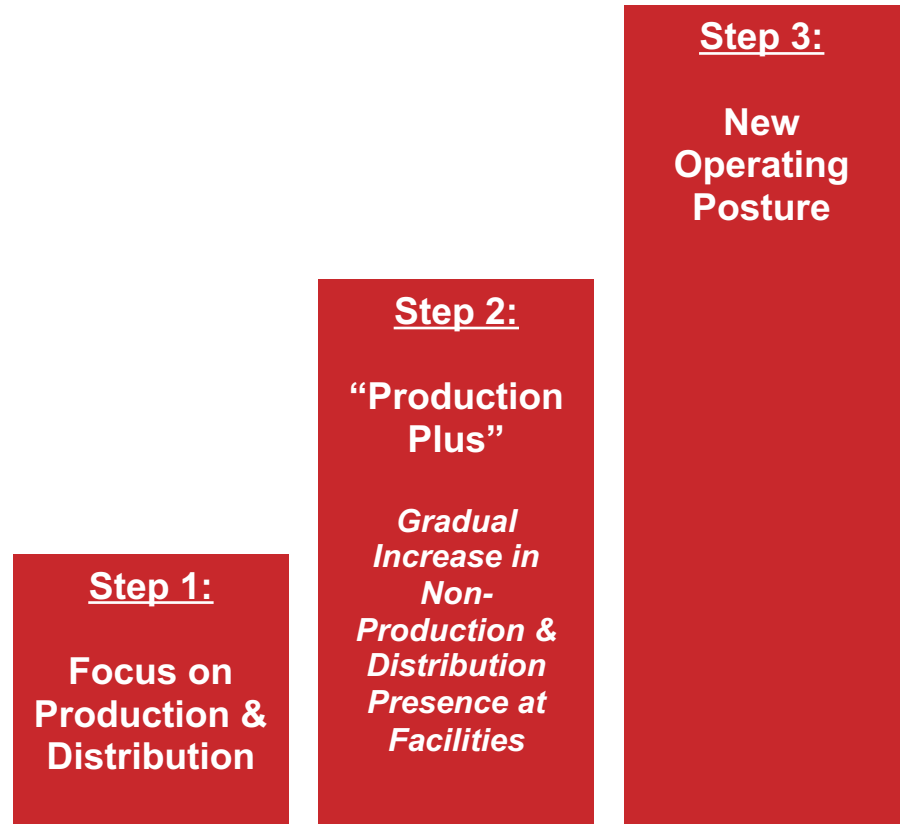 Step 1:
Focus on
Production &
Distribution
Step 2:
“Production
Plus”
Gradual
Increase in
Non-
Production &
Distribution
Presence at
Facilities
Step 3:
New
Operating
Posture